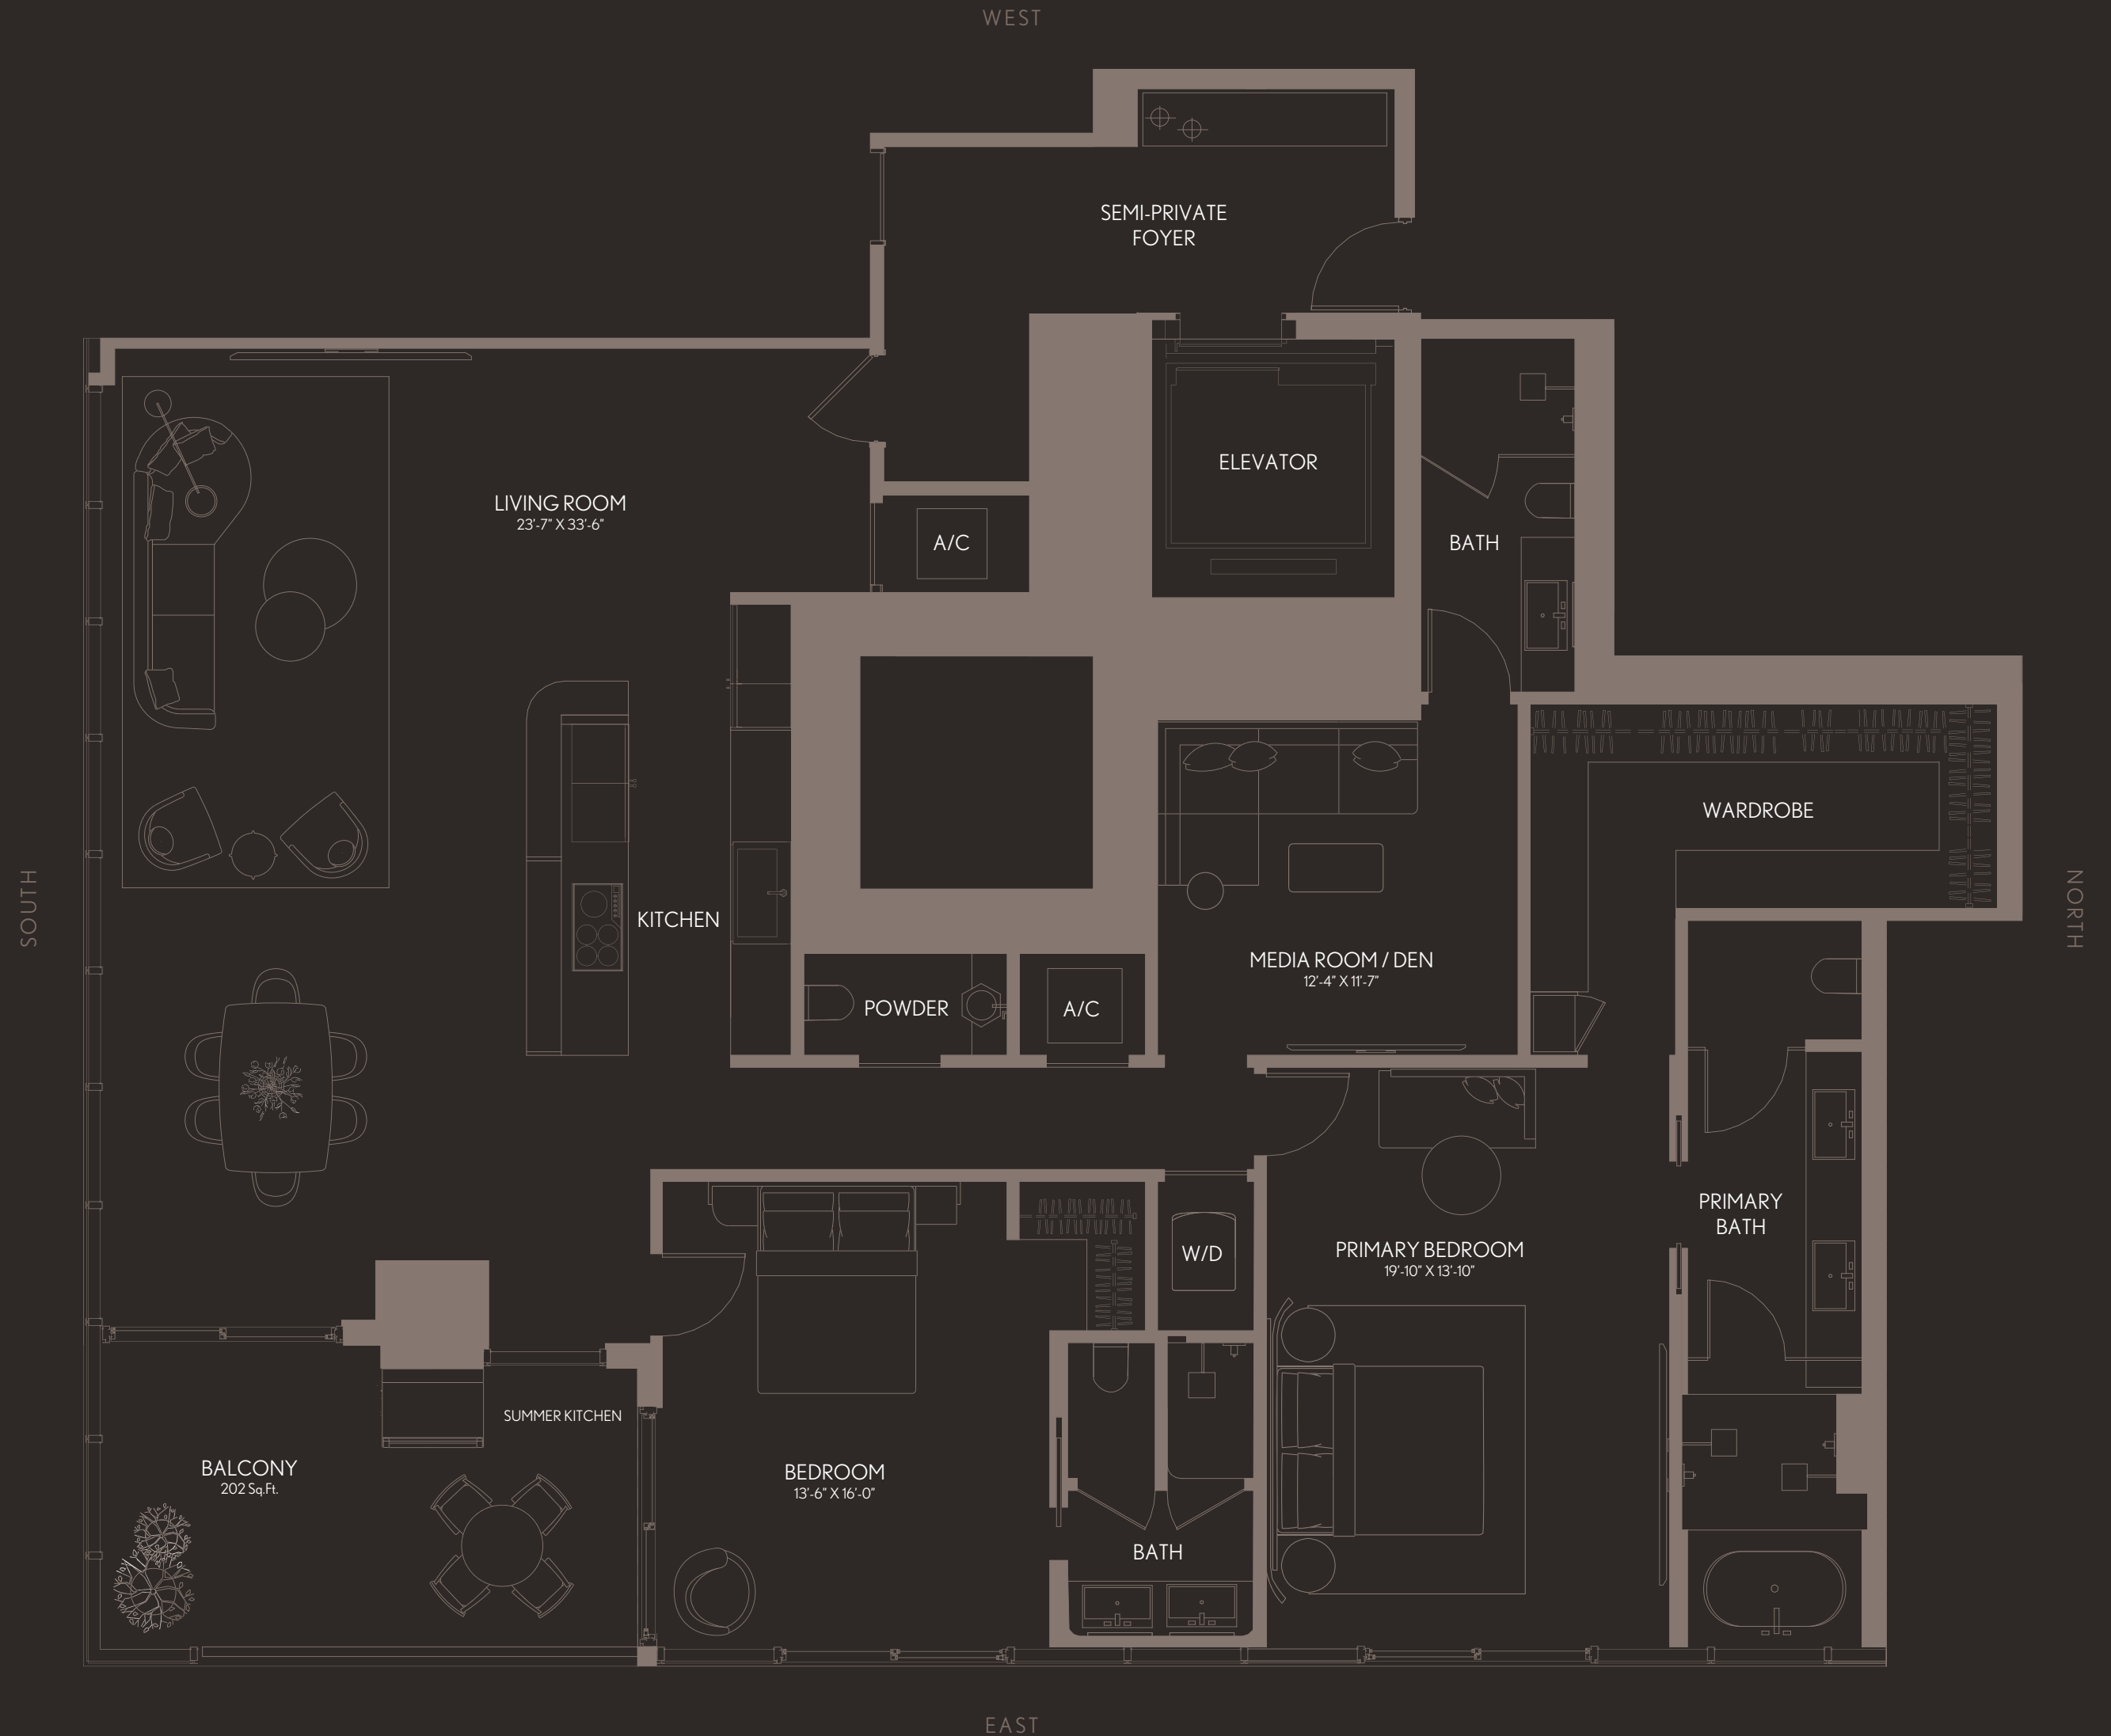 WEST
SEMI-PRIVATE
FOYER
ELEVATOR
LIVING ROOM
23'-7" X 33'-6"
A/C
BATH
WARDROBE
SOUTH
NORTH
KITCHEN
MEDIA ROOM / DEN
12'-4" X 11'-7"
POWDER
A/C
PRIMARY
BATH
W/D
PRIMARY BEDROOM
19'-10" X 13'-10"
SUMMER KITCHEN
BALCONY
202 Sq.Ft.
BEDROOM
13'-6" X 16'-0"
BATH
EAST